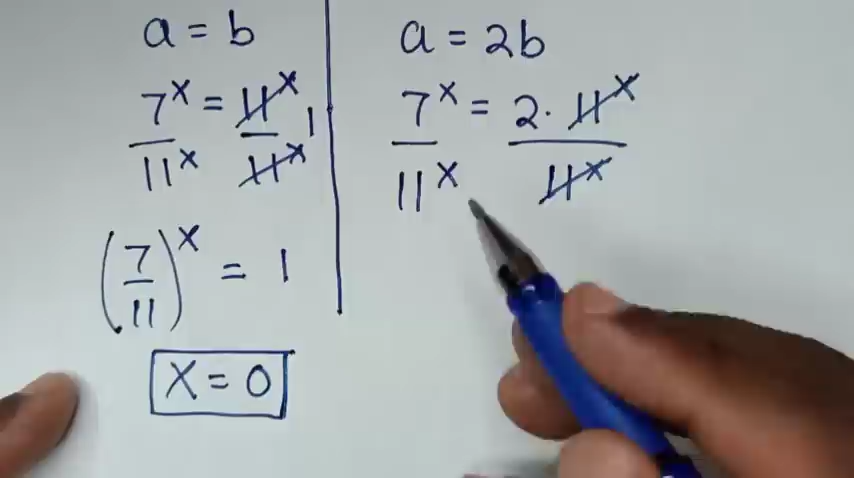 a = b
7^x = 11^x 1
11^x 11^x
(7/11)^x = 1
x = 0
a = 2b
7^x = 2 · 11^x
11^x 11^x